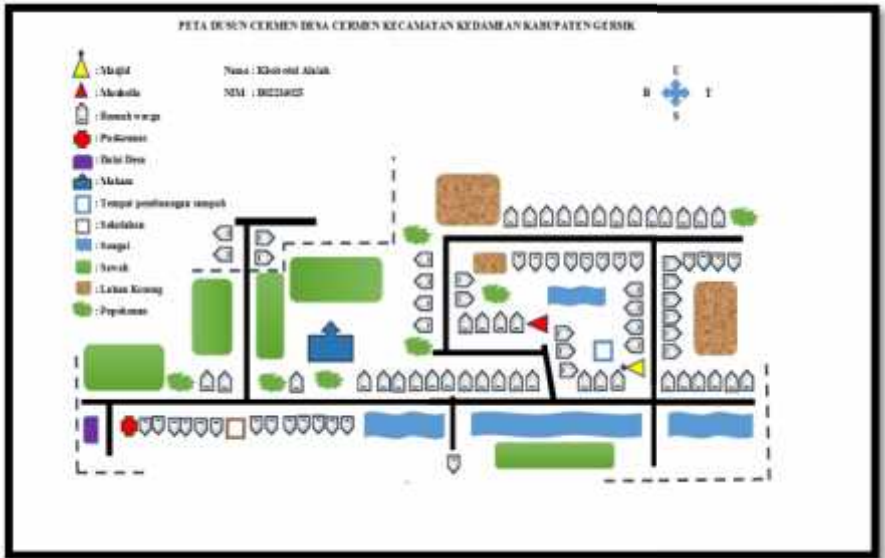 PETA DUSUN CERMEN DESA CERMEN KECAMATAN KEDAMEAN KABUPATEN GERSIK
: Masjid
: Musholla
: Rumah warga
: Puskesmas
: Balai Desa
: Makam
: Tempat pembuangan sampah
: Sekolahan
: Sungai
: Sawah
: Lahan Kosong
: Pepohonan
Nama :
NIM :
U
B T
S